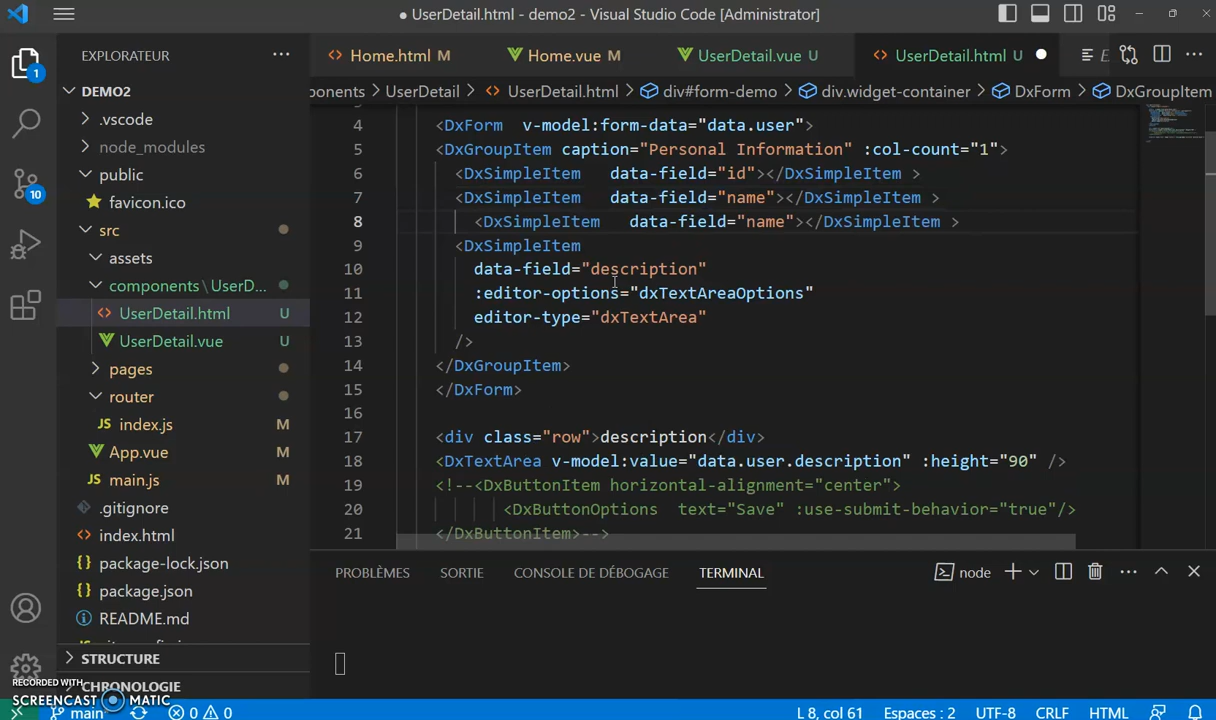 UserDetail.html - demo2 - Visual Studio Code [Administrator]
EXPLORATEUR
DEMO2
.vscode
node_modules
public
favicon.ico
src
assets
components\UserD...
UserDetail.html U
UserDetail.vue U
pages
router
index.js M
App.vue M
main.js M
.gitignore
index.html
package-lock.json
package.json
README.md
STRUCTURE
CHRONOLOGIE
1
10
Home.html M
Home.vue M
UserDetail.vue U
UserDetail.html U
ponents > UserDetail > UserDetail.html > div#form-demo > div.widget-container > DxForm > DxGroupItem
4 <DxForm v-model:form-data="data.user">
5 <DxGroupItem caption="Personal Information" :col-count="1">
6 <DxSimpleItem data-field="id"></DxSimpleItem >
7 <DxSimpleItem data-field="name"></DxSimpleItem >
8 <DxSimpleItem data-field="name"></DxSimpleItem >
9 <DxSimpleItem
10 data-field="description"
11 :editor-options="dxTextAreaOptions"
12 editor-type="dxTextArea"
13 />
14 </DxGroupItem>
15 </DxForm>
16
17 <div class="row">description</div>
18 <DxTextArea v-model:value="data.user.description" :height="90" />
19 <!--<DxButtonItem horizontal-alignment="center">
20 <DxButtonOptions text="Save" :use-submit-behavior="true"/>
21 </DxButtonItem>-->
PROBLÈMES SORTIE CONSOLE DE DÉBOGAGE TERMINAL
node
RECORDED WITH
SCREENCAST MATIC
main 0 0 L 8, col 61 Espaces : 2 UTF-8 CRLF HTML